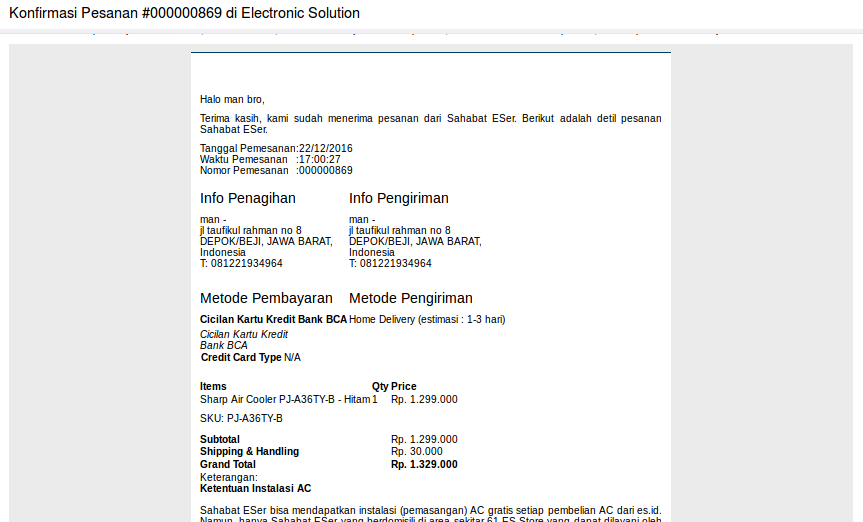 Konfirmasi Pesanan #000000869 di Electronic Solution
Halo man bro,
Terima kasih, kami sudah menerima pesanan dari Sahabat ESer. Berikut adalah detil pesanan
Sahabat ESer.
Tanggal Pemesanan:22/12/2016
Waktu Pemesanan :17:00:27
Nomor Pemesanan :000000869
Info Penagihan Info Pengiriman
man - man -
jl taufikul rahman no 8 jl taufikul rahman no 8
DEPOK/BEJI, JAWA BARAT, DEPOK/BEJI, JAWA BARAT,
Indonesia Indonesia
T: 081221934964 T: 081221934964
Metode Pembayaran Metode Pengiriman
Cicilan Kartu Kredit Bank BCA Home Delivery (estimasi : 1-3 hari)
Cicilan Kartu Kredit
Bank BCA
Credit Card Type N/A
Items Qty Price
Sharp Air Cooler PJ-A36TY-B - Hitam 1 Rp. 1.299.000
SKU: PJ-A36TY-B
Subtotal Rp. 1.299.000
Shipping & Handling Rp. 30.000
Grand Total Rp. 1.329.000
Keterangan:
Ketentuan Instalasi AC
Sahabat ESer bisa mendapatkan instalasi (pemasangan) AC gratis setiap pembelian AC dari es.id.
Namun, hanya Sahabat ESer yang berdomisili di area sekitar 61 ES Store yang dapat dilayani oleh